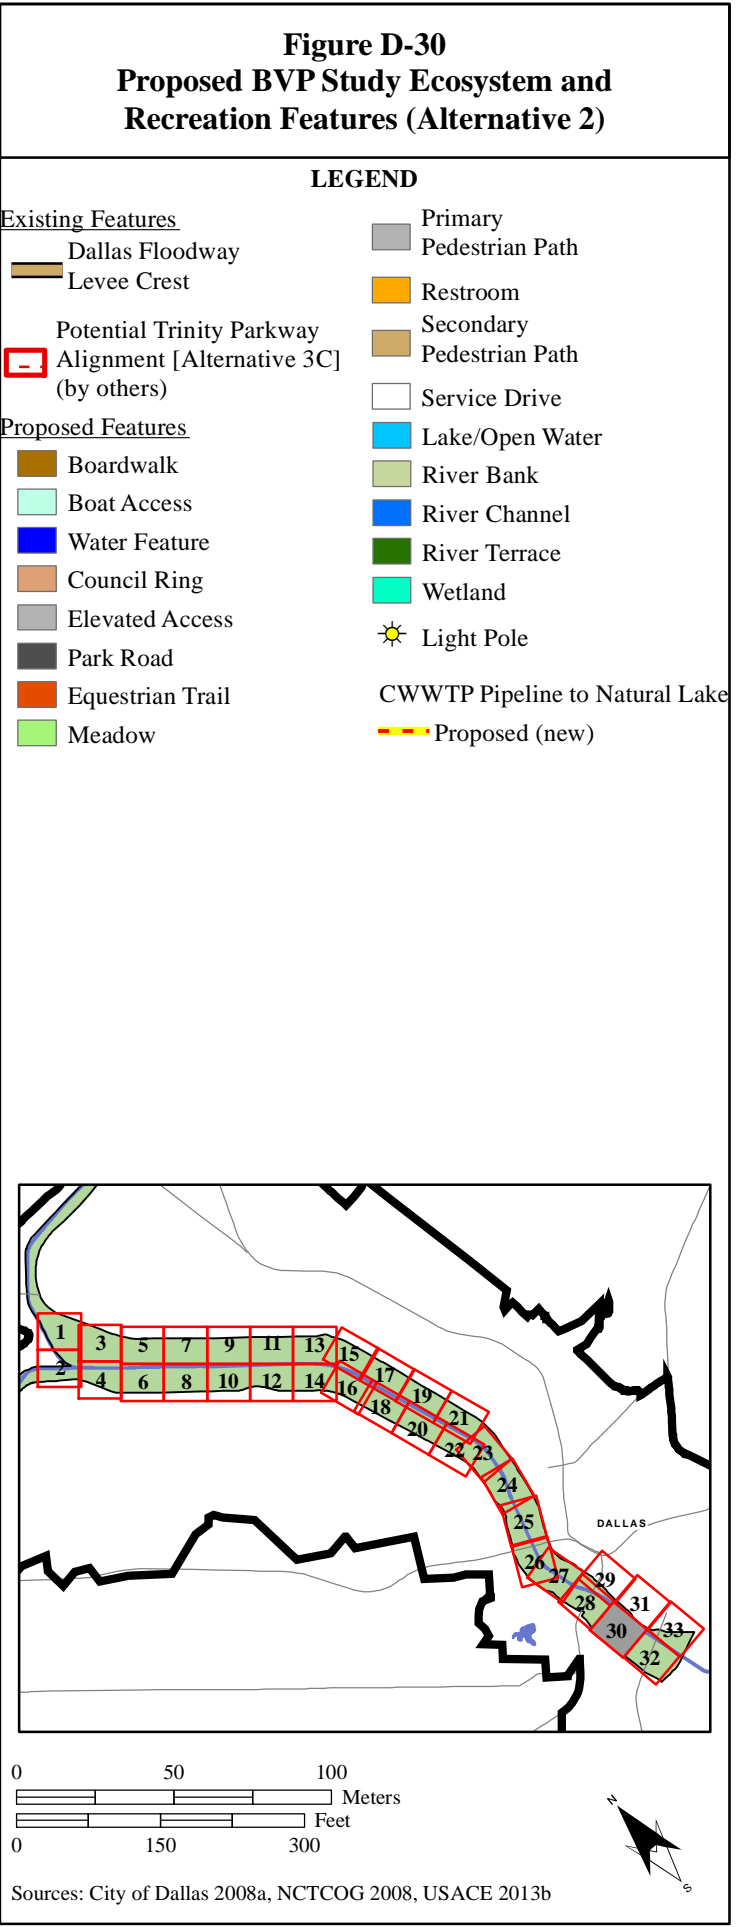 Figure D-30
Proposed BVP Study Ecosystem and
Recreation Features (Alternative 2)
LEGEND
Existing Features
Dallas Floodway
Levee Crest
Potential Trinity Parkway
Alignment [Alternative 3C]
(by others)
Proposed Features
Boardwalk
Boat Access
Water Feature
Council Ring
Elevated Access
Park Road
Equestrian Trail
Meadow
Primary
Pedestrian Path
Restroom
Secondary
Pedestrian Path
Service Drive
Lake/Open Water
River Bank
River Channel
River Terrace
Wetland
Light Pole
CWWTP Pipeline to Natural Lake
Proposed (new)
1
3
5
7
9
11
13
15
2
4
6
8
10
12
14
16
17
18
19
20
21
22
23
24
25
DALLAS
26
27
28
29
30
31
32
33
0 50 100
Meters
Feet
0 150 300
N
S
Sources: City of Dallas 2008a, NCTCOG 2008, USACE 2013b